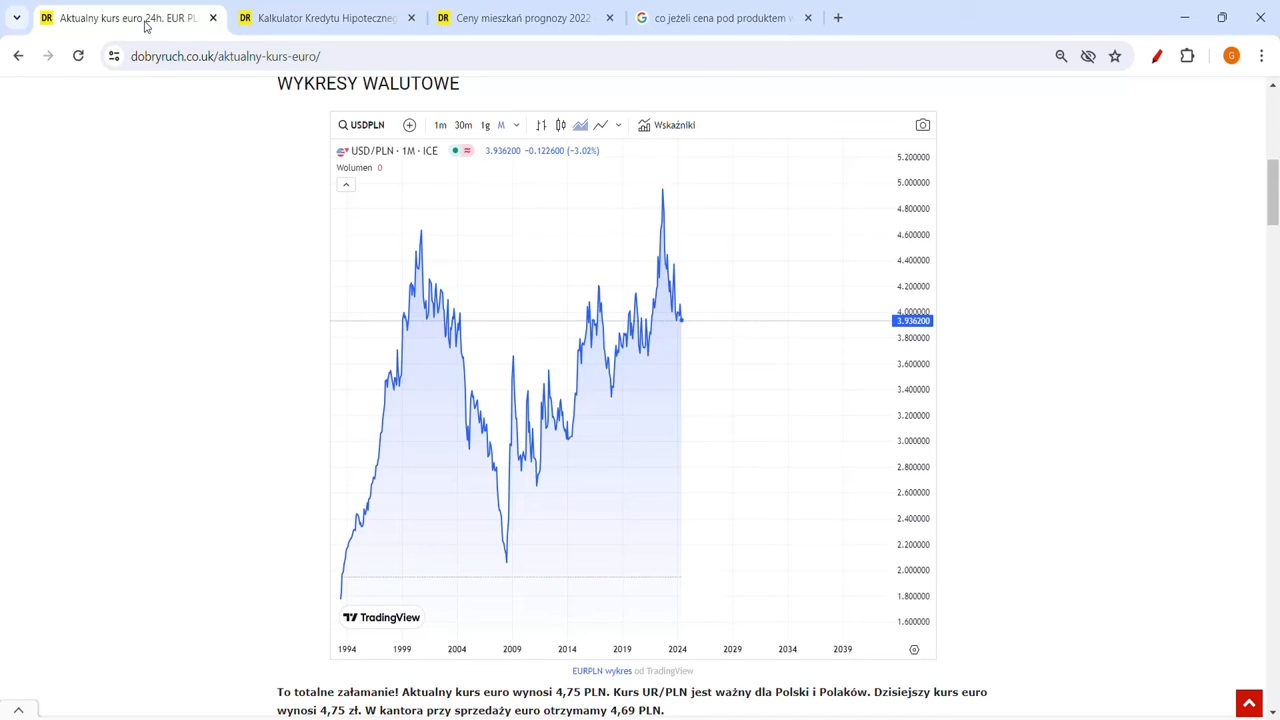 Aktualny kurs euro 24h. EUR PL
Kalkulator Kredytu Hipoteczneg
Ceny mieszkań prognozy 2022
co jeżeli cena pod produktem w
dobryruch.co.uk/aktualny-kurs-euro/
G
WYKRESY WALUTOWE
USDPLN 1m 30m 1g M Wskaźniki
USD/PLN · 1M · ICE 3.936200 −0.122600 (−3.02%)
Wolumen 0
5.200000
5.000000
4.800000
4.600000
4.400000
4.200000
4.000000
3.936200
3.800000
3.600000
3.400000
3.200000
3.000000
2.800000
2.600000
2.400000
2.200000
2.000000
1.800000
1.600000
TradingView
1994 1999 2004 2009 2014 2019 2024 2029 2034 2039
EURPLN wykres od TradingView
To totalne załamanie! Aktualny kurs euro wynosi 4,75 PLN. Kurs UR/PLN jest ważny dla Polski i Polaków. Dzisiejszy kurs euro
wynosi 4,75 zł. W kantora przy sprzedaży euro otrzymamy 4,69 PLN.